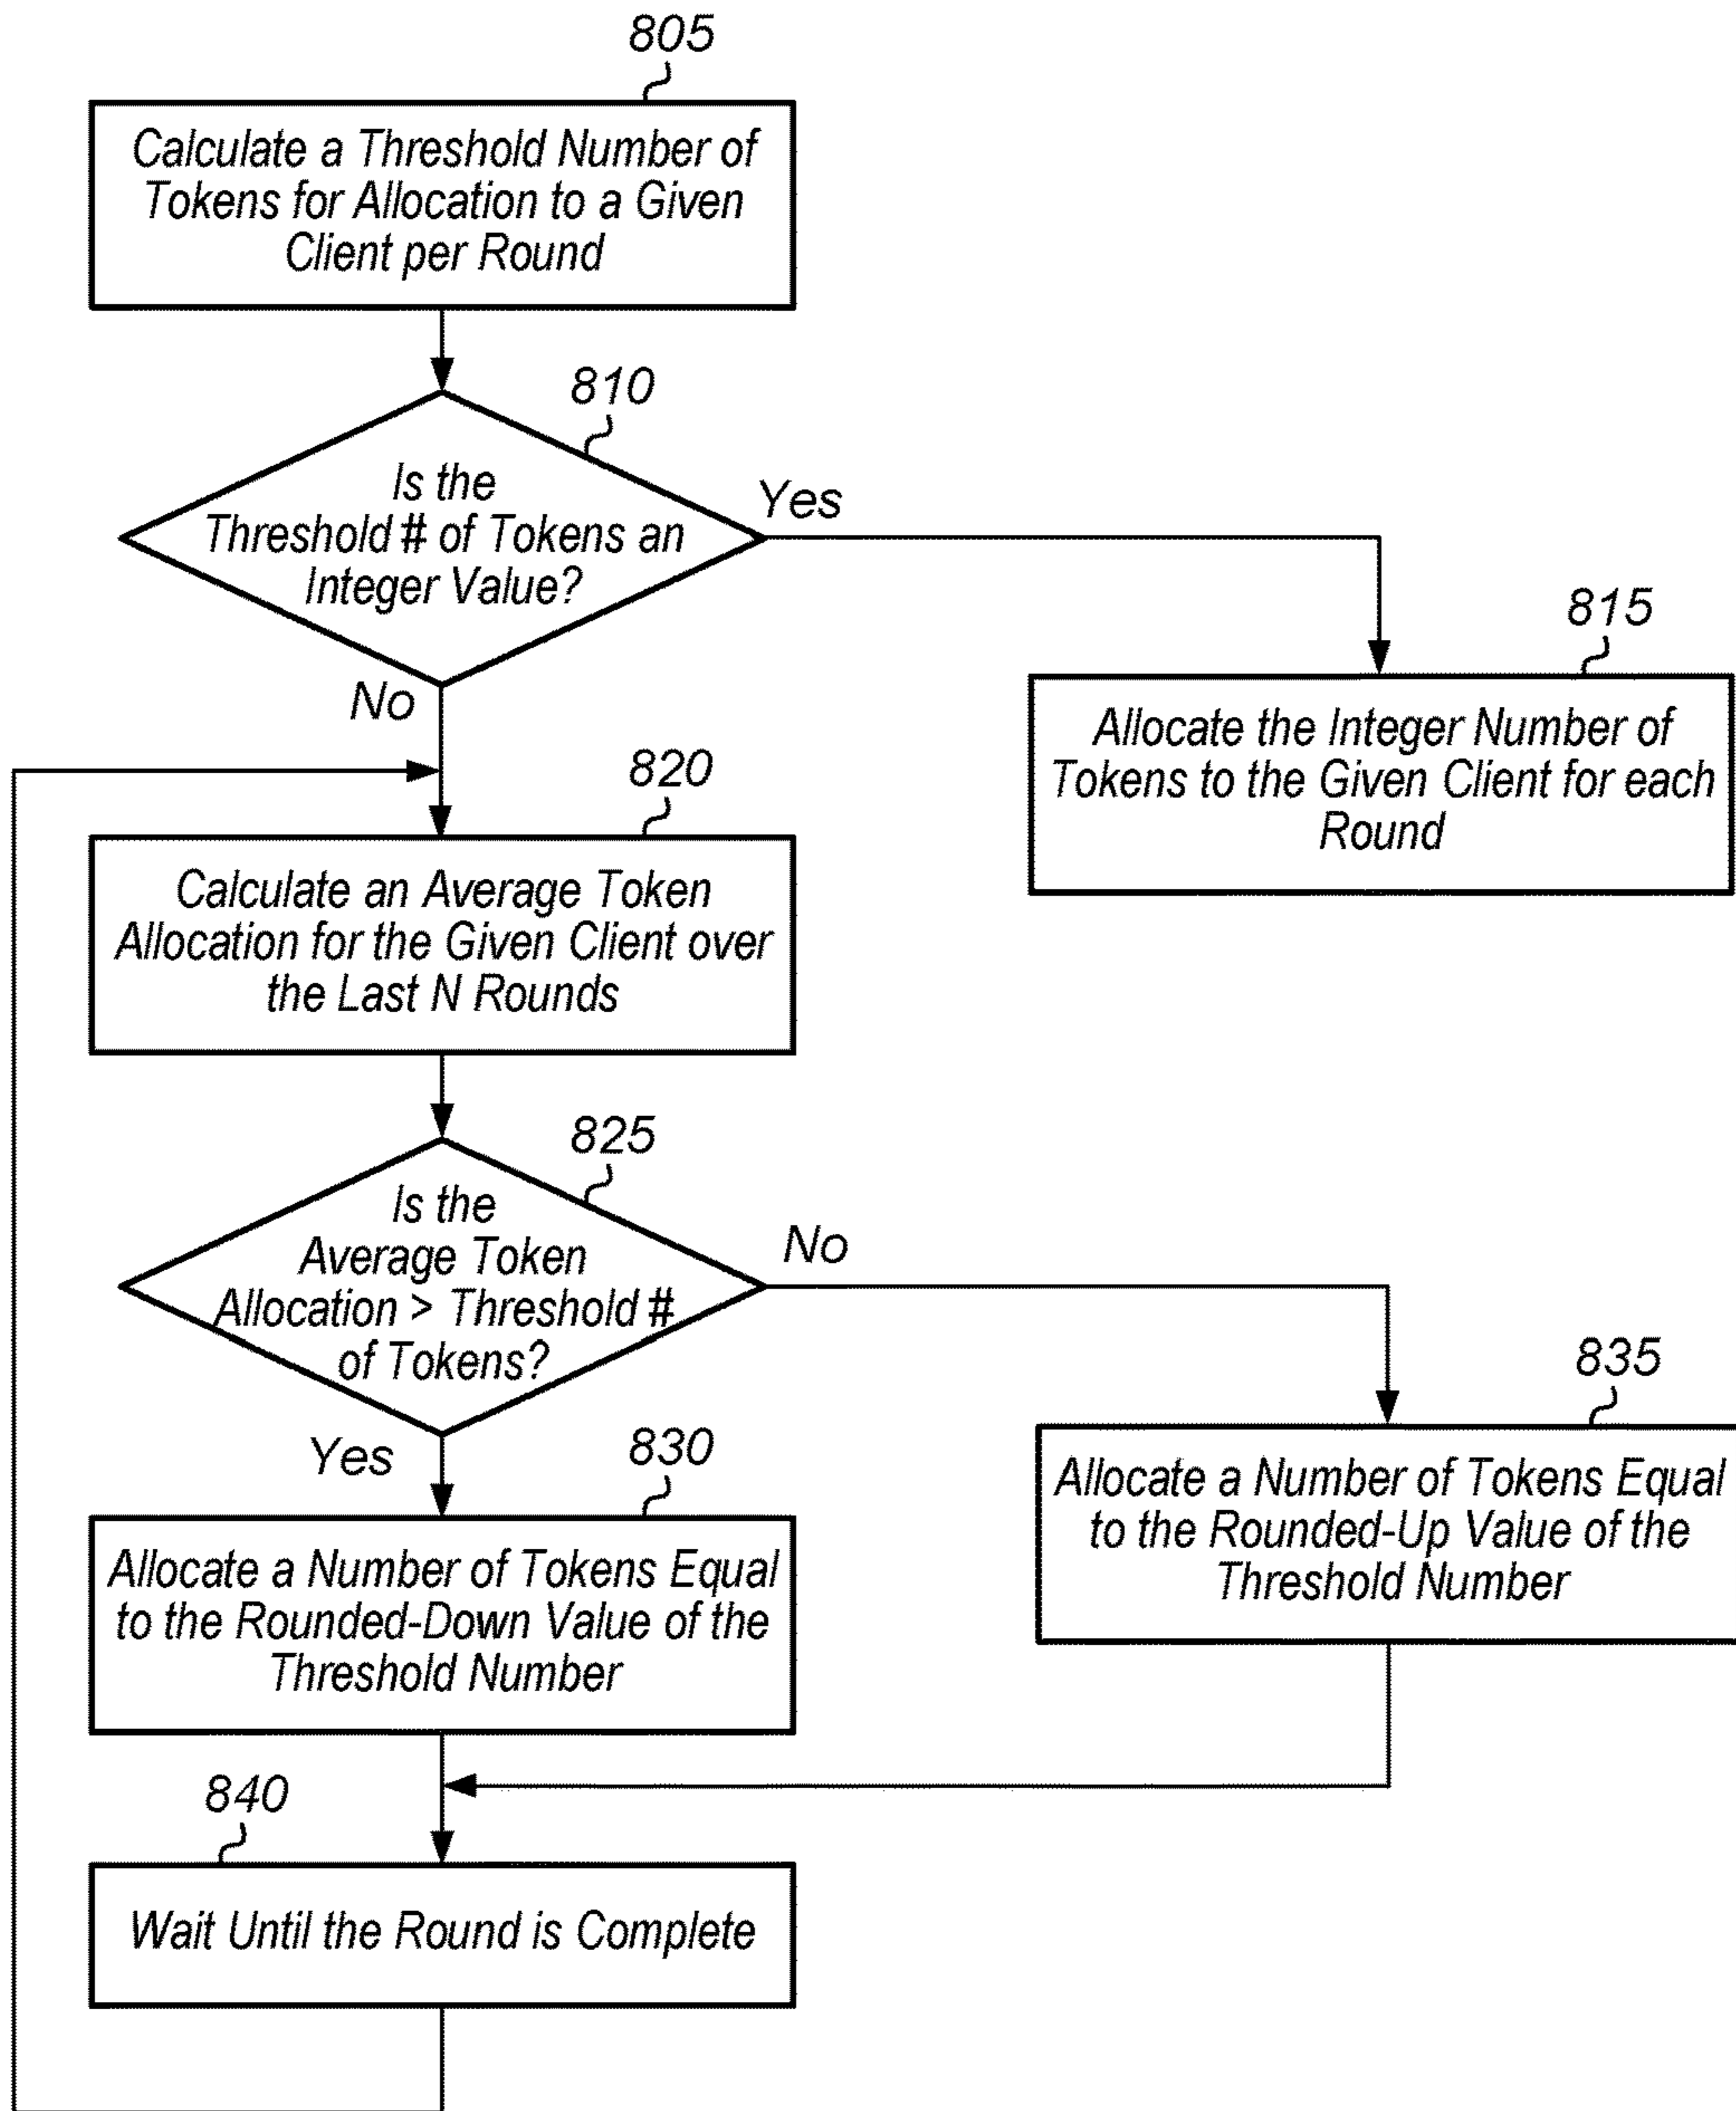 805
Calculate a Threshold Number of
Tokens for Allocation to a Given
Client per Round
810
Is the
Threshold # of Tokens an
Integer Value?
Yes
No
815
Allocate the Integer Number of
Tokens to the Given Client for each
Round
820
Calculate an Average Token
Allocation for the Given Client over
the Last N Rounds
825
Is the
Average Token
Allocation > Threshold #
of Tokens?
No
Yes
830
Allocate a Number of Tokens Equal
to the Rounded-Down Value of the
Threshold Number
835
Allocate a Number of Tokens Equal
to the Rounded-Up Value of the
Threshold Number
840
Wait Until the Round is Complete